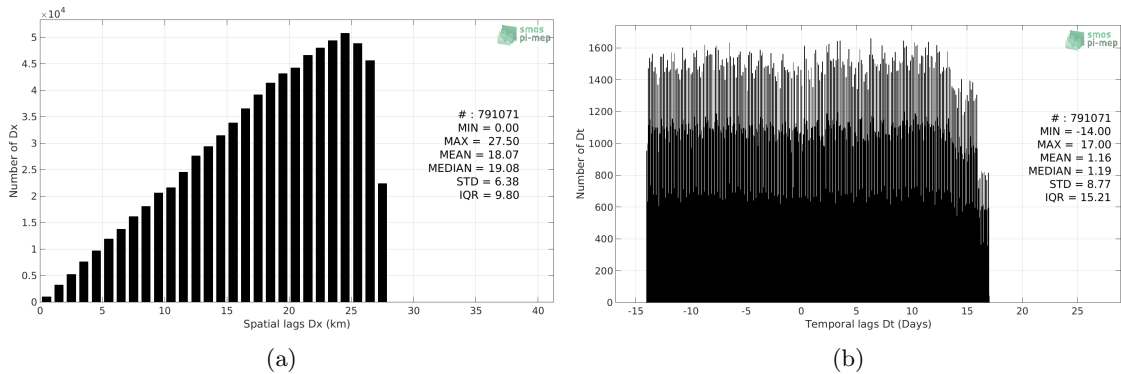 ×10⁴
5
4.5
4
3.5
3
2.5
2
1.5
1
0.5
0
Number of Dx
0 5 10 15 20 25 30 35 40
Spatial lags Dx (km)
smos
pi-mep
# : 791071
MIN = 0.00
MAX = 27.50
MEAN = 18.07
MEDIAN = 19.08
STD = 6.38
IQR = 9.80
(a)
1600
1400
1200
1000
800
600
400
200
0
Number of Dt
-15 -10 -5 0 5 10 15 20 25
Temporal lags Dt (Days)
smos
pi-mep
# : 791071
MIN = -14.00
MAX = 17.00
MEAN = 1.16
MEDIAN = 1.19
STD = 8.77
IQR = 15.21
(b)